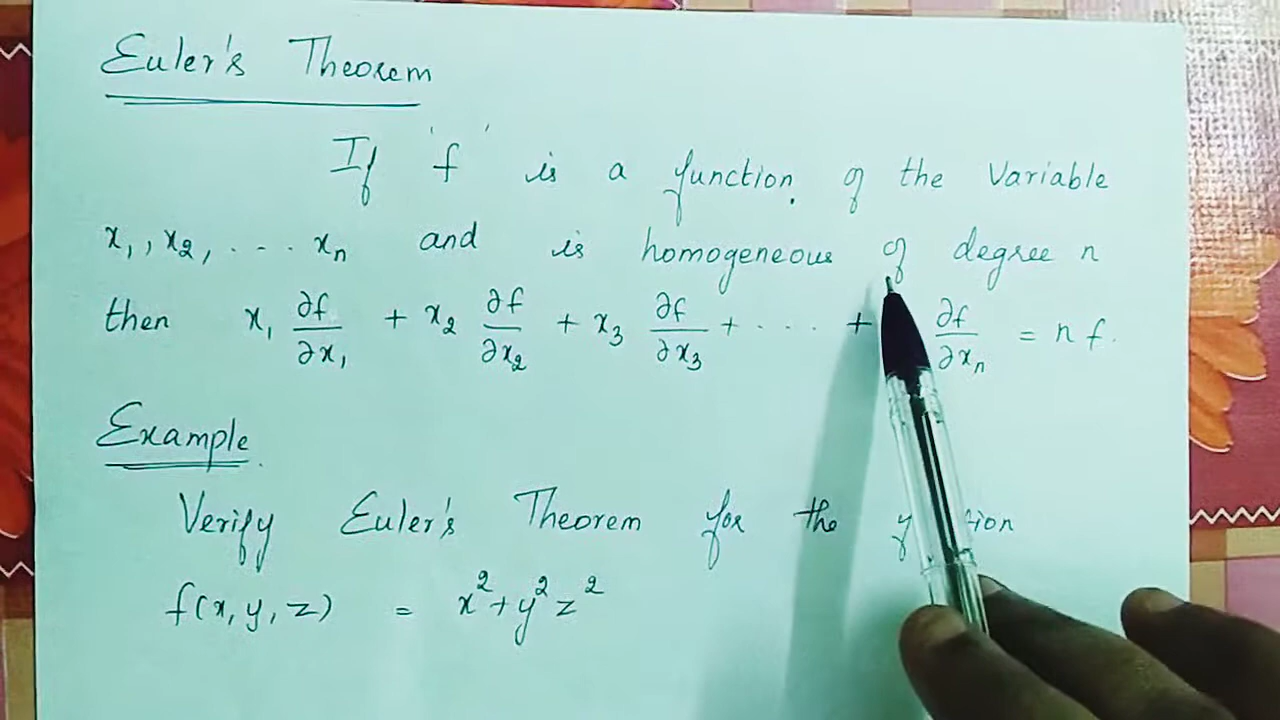 Euler's Theorem
If 'f' is a function of the variable
x₁, x₂, .... xₙ and is homogeneous of degree n
then x₁ ∂f/∂x₁ + x₂ ∂f/∂x₂ + x₃ ∂f/∂x₃ + .... + ∂f/∂xₙ = n f.
Example
Verify Euler's Theorem for the
f(x, y, z) = x² + y² z²